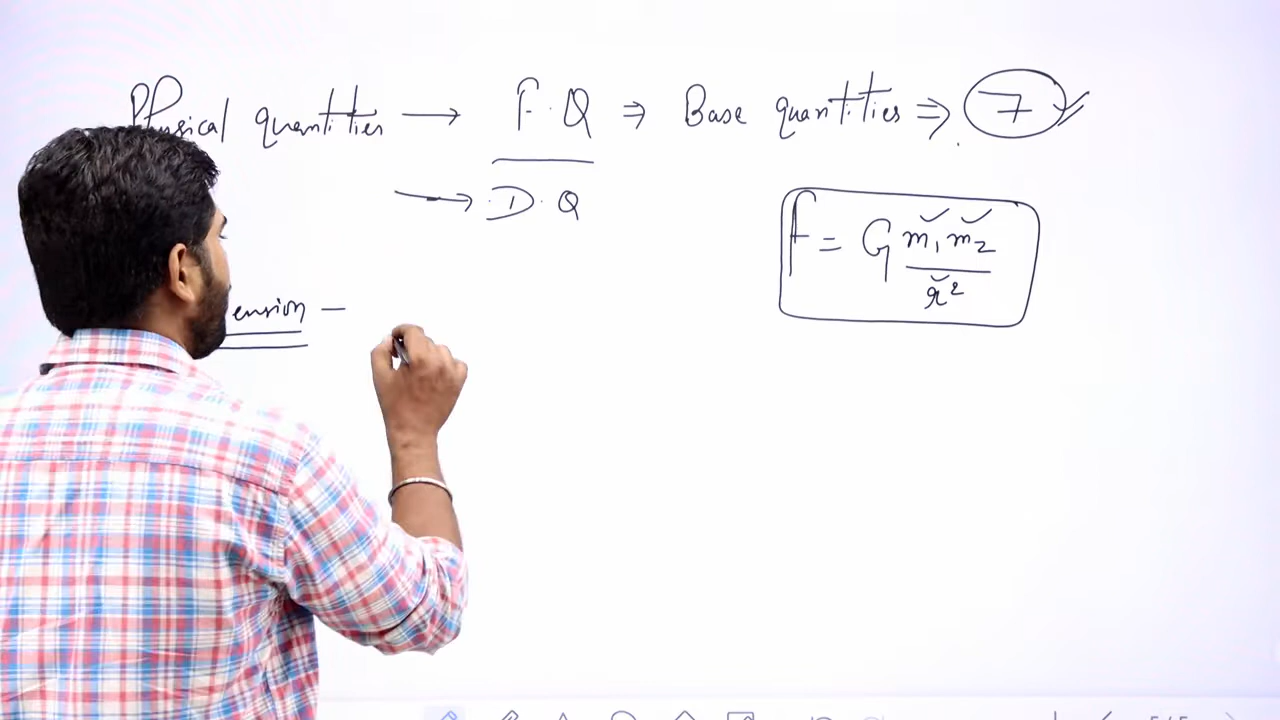 Physical quantities → F.Q ⇒ Base quantities ⇒ 7 ✓
→ D.Q
F = G m₁m₂ / r²
ension –